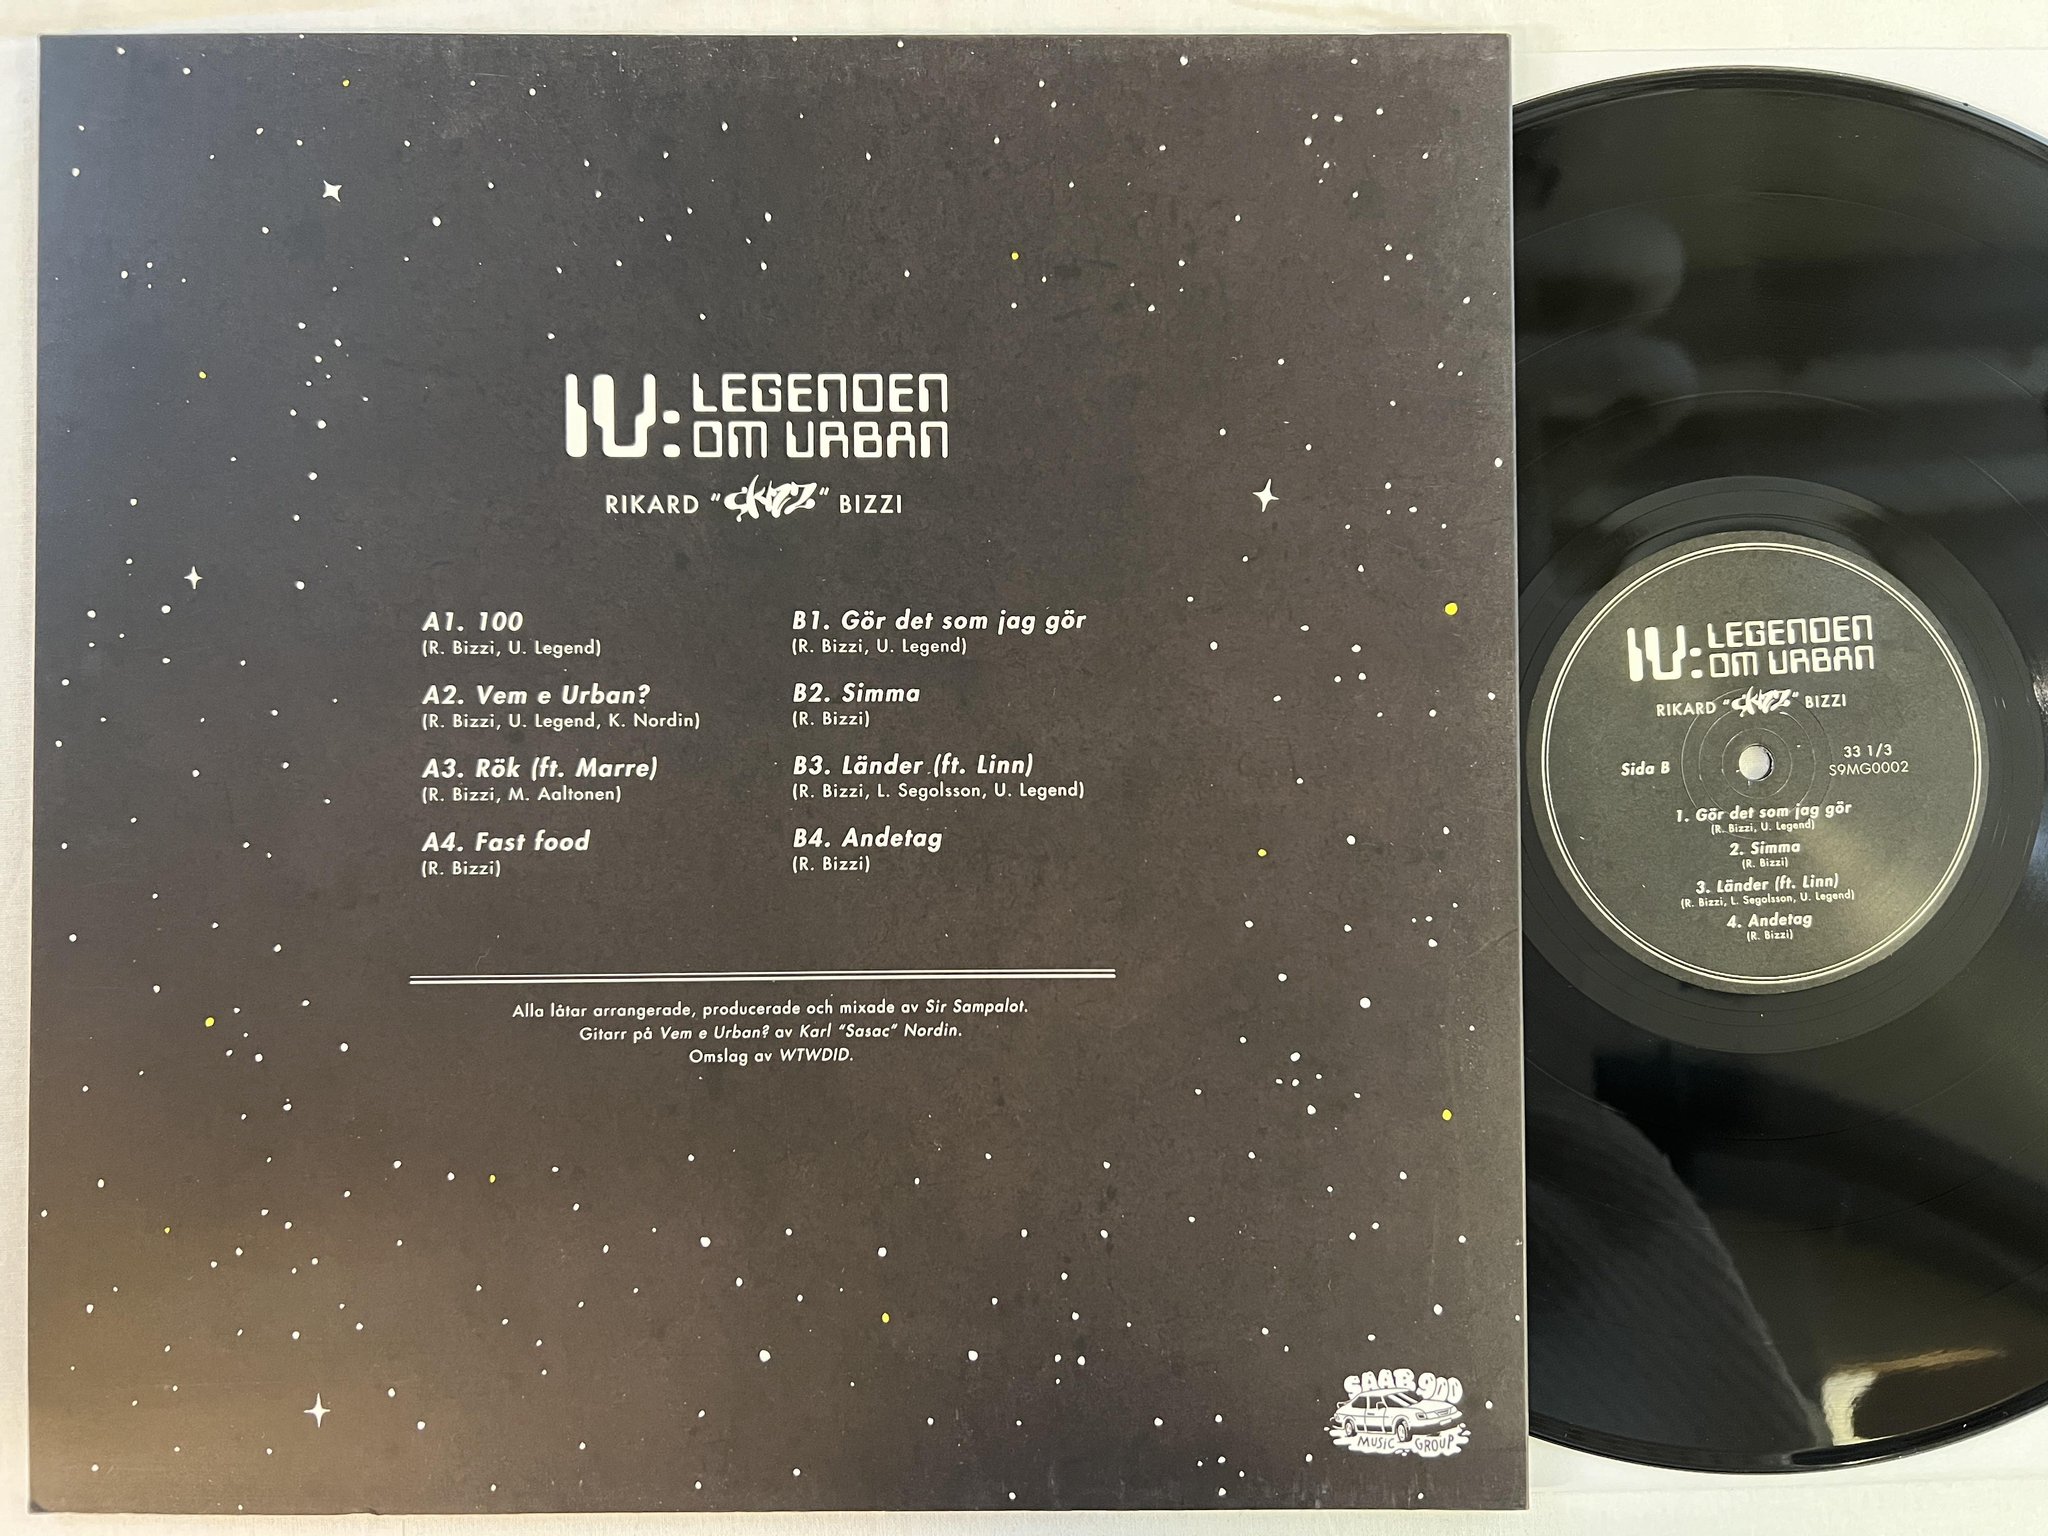 IV: LEGENDEN
OM URBAN
RIKARD "SKIZZ" BIZZI
A1. 100
(R. Bizzi, U. Legend)
A2. Vem e Urban?
(R. Bizzi, U. Legend, K. Nordin)
A3. Rök (ft. Marre)
(R. Bizzi, M. Aaltonen)
A4. Fast food
(R. Bizzi)
B1. Gör det som jag gör
(R. Bizzi, U. Legend)
B2. Simma
(R. Bizzi)
B3. Länder (ft. Linn)
(R. Bizzi, L. Segolsson, U. Legend)
B4. Andetag
(R. Bizzi)
Alla låtar arrangerade, producerade och mixade av Sir Sampalot.
Gitarr på Vem e Urban? av Karl "Sasac" Nordin.
Omslag av WTWDID.
SAAB 900
MUSIC GROUP
IV: LEGENDEN
OM URBAN
RIKARD "SKIZZ" BIZZI
Sida B
33 1/3
S9MG0002
1. Gör det som jag gör
(R. Bizzi, U. Legend)
2. Simma
(R. Bizzi)
3. Länder (ft. Linn)
(R. Bizzi, L. Segolsson, U. Legend)
4. Andetag
(R. Bizzi)